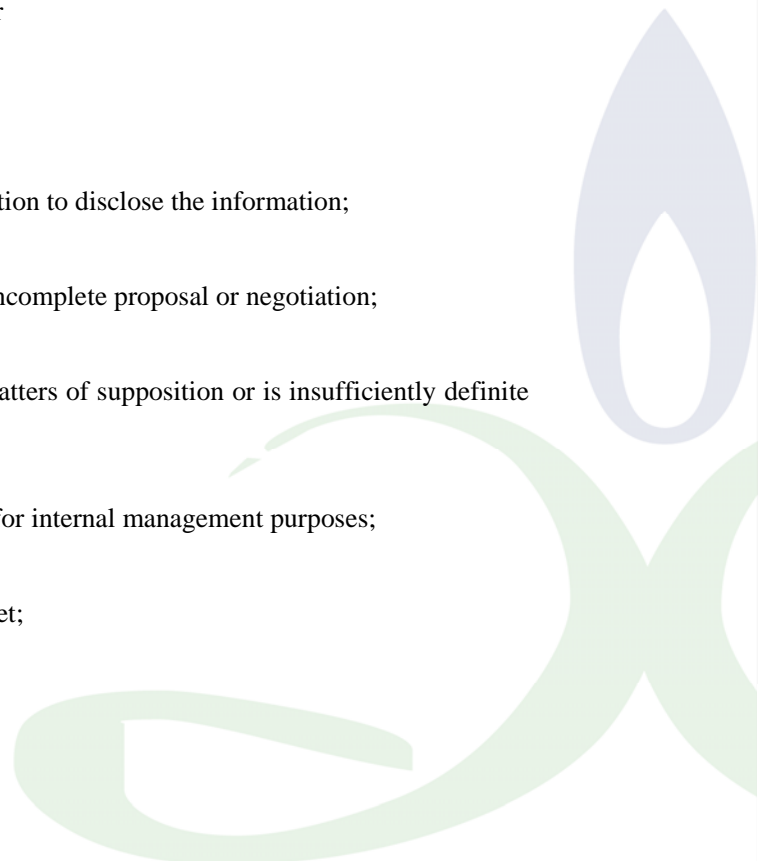 r
tion to disclose the information;
ncomplete proposal or negotiation;
atters of supposition or is insufficiently definite
for internal management purposes;
et;